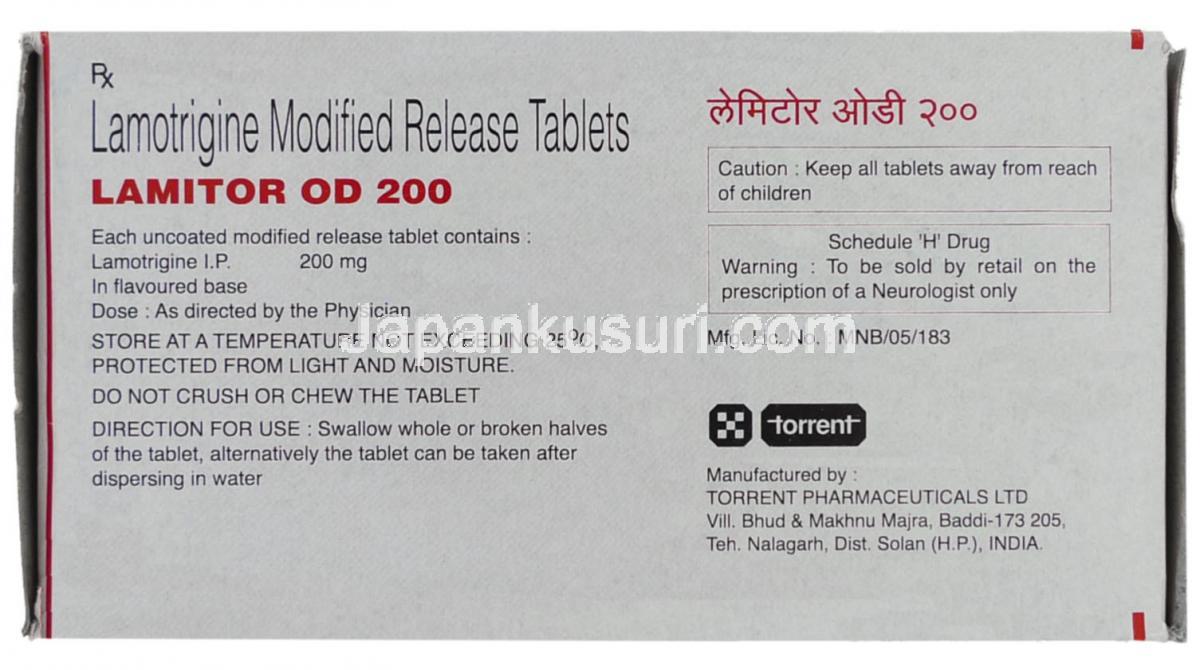 Rx
Lamotrigine Modified Release Tablets
LAMITOR OD 200
Each uncoated modified release tablet contains :
Lamotrigine I.P. 200 mg
In flavoured base
Dose : As directed by the Physician
STORE AT A TEMPERATURE NOT EXCEEDING 25°C,
PROTECTED FROM LIGHT AND MOISTURE.
DO NOT CRUSH OR CHEW THE TABLET
DIRECTION FOR USE : Swallow whole or broken halves
of the tablet, alternatively the tablet can be taken after
dispersing in water
लेमिटोर ओडी २००
Caution : Keep all tablets away from reach
of children
Schedule 'H' Drug
Warning : To be sold by retail on the
prescription of a Neurologist only
Mfg. Lic. No. : MNB/05/183
torrent
Manufactured by :
TORRENT PHARMACEUTICALS LTD
Vill. Bhud & Makhnu Majra, Baddi-173 205,
Teh. Nalagarh, Dist. Solan (H.P.), INDIA.
Japankusuri.com